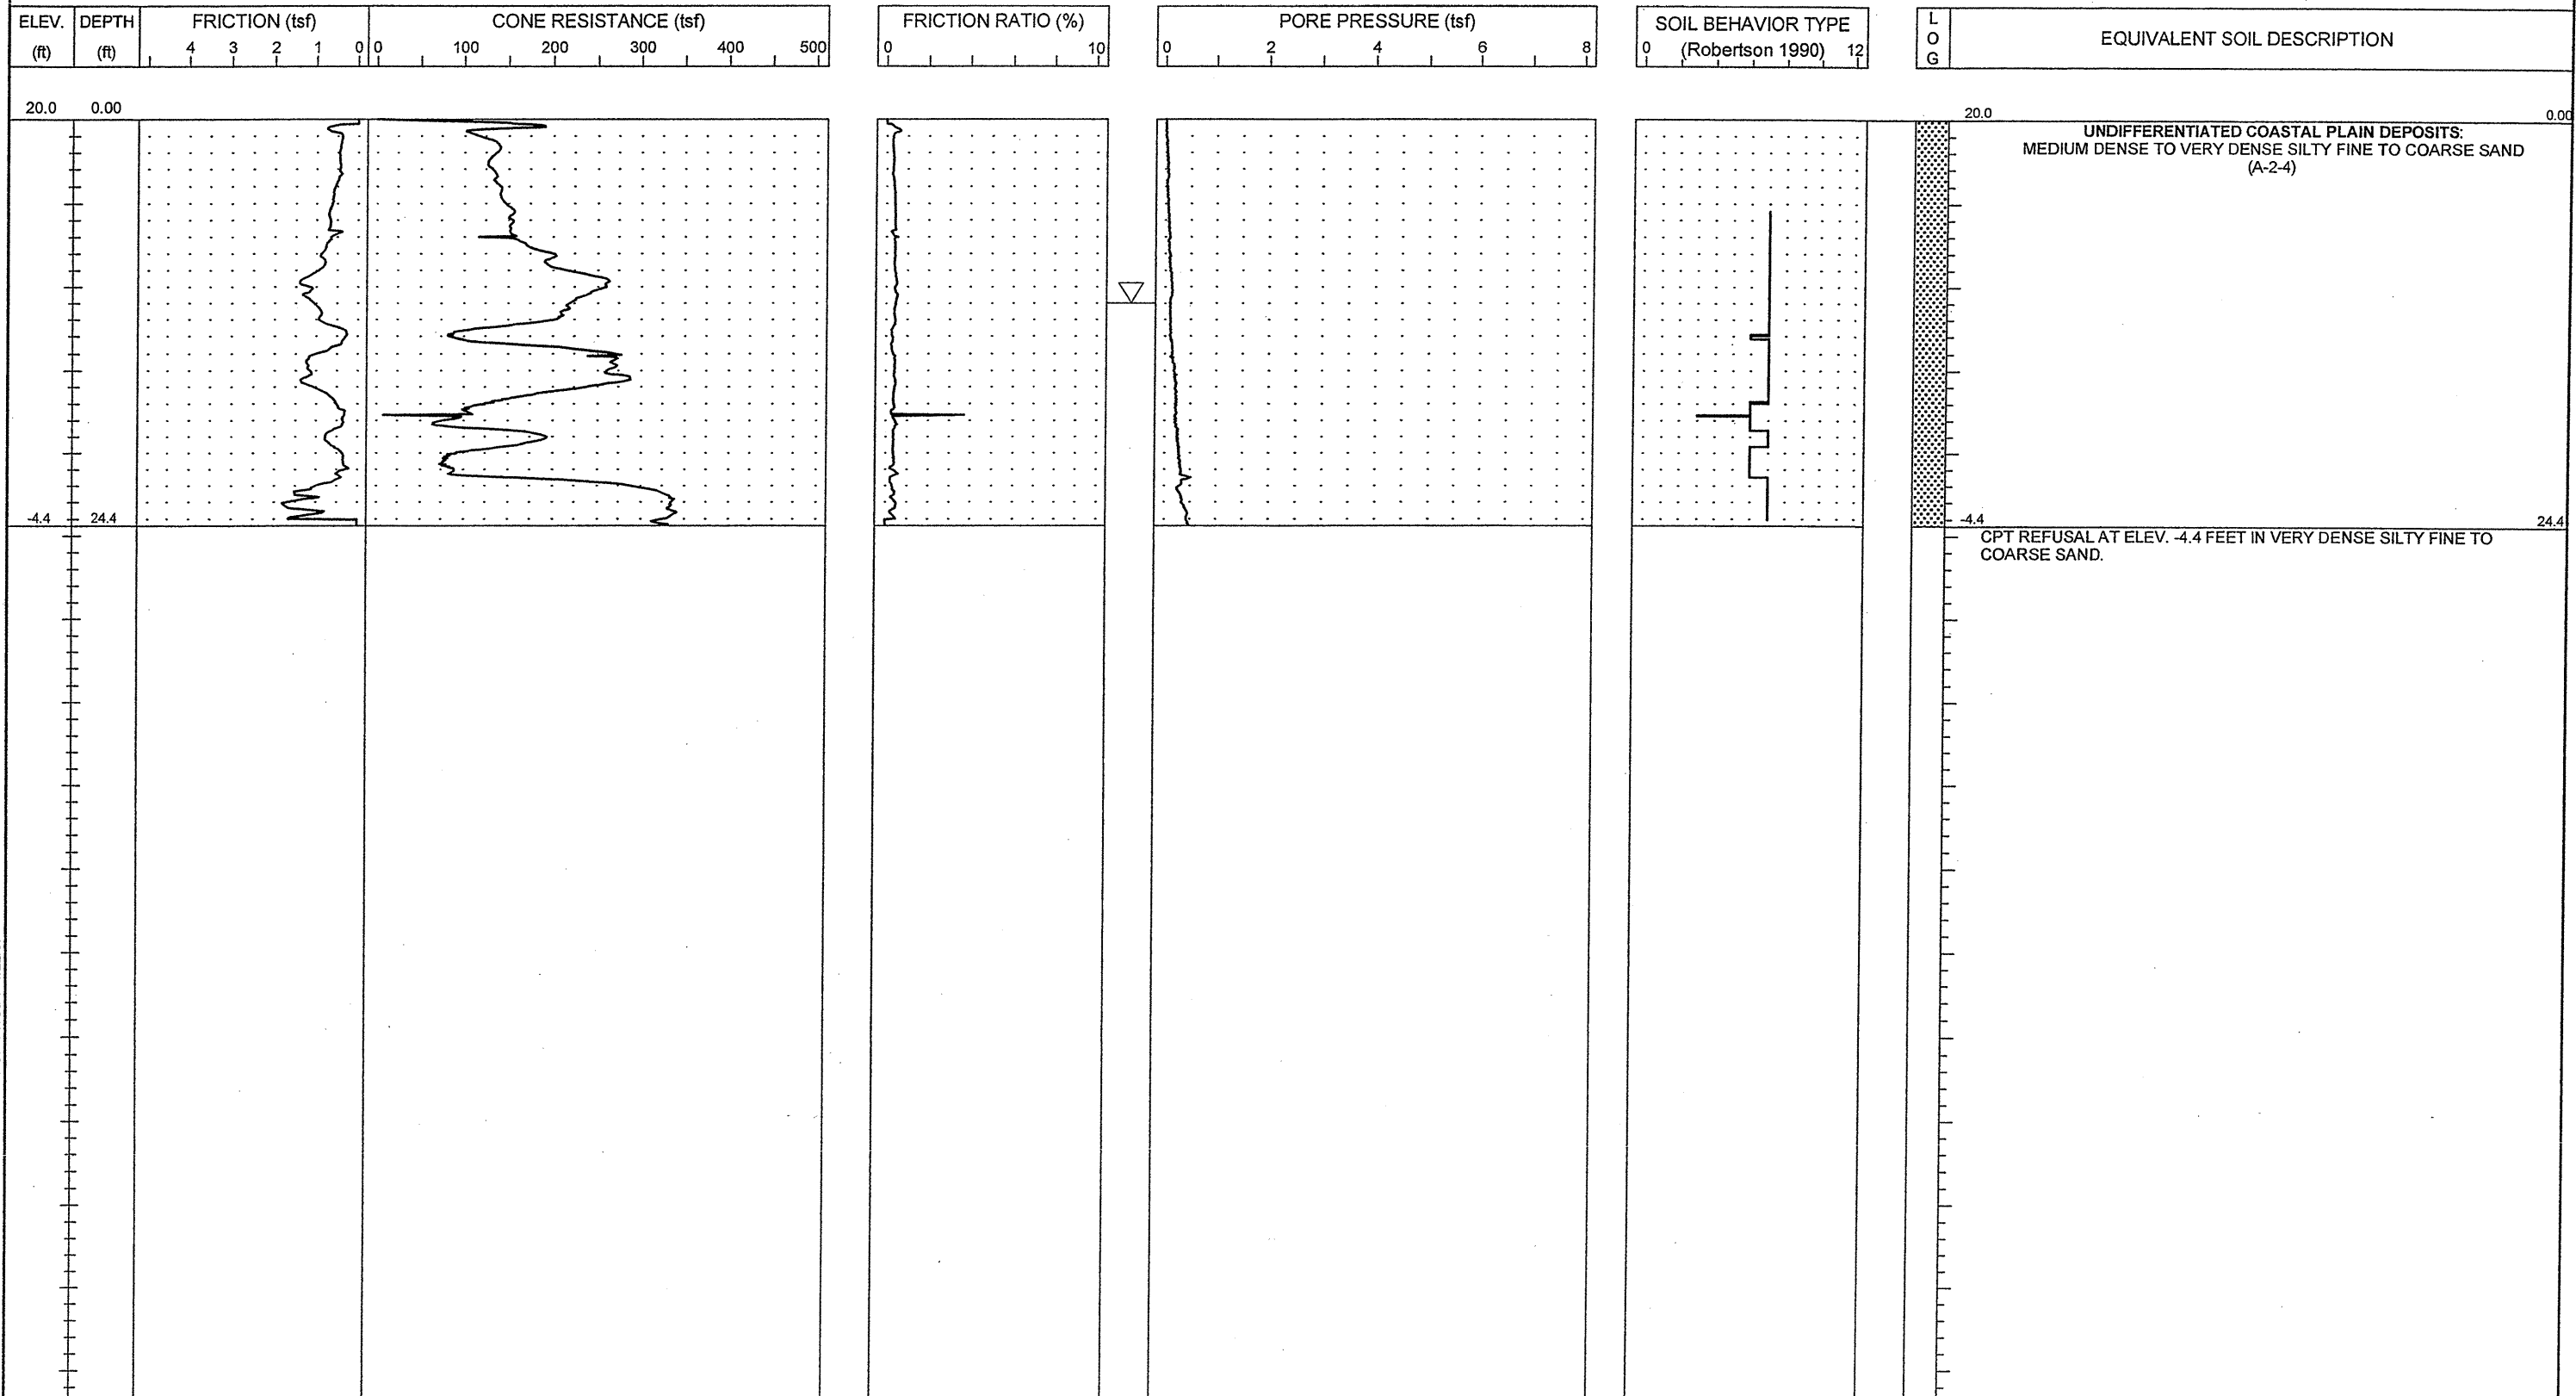 ELEV. DEPTH FRICTION (tsf) CONE RESISTANCE (tsf) FRICTION RATIO (%) PORE PRESSURE (tsf) SOIL BEHAVIOR TYPE L O G EQUIVALENT SOIL DESCRIPTION
(ft) (ft) 4 3 2 1 0 0 100 200 300 400 500 0 10 0 2 4 6 8 (Robertson 1990) 0 12
20.0 0.00 20.0 0.00
UNDIFFERENTIATED COASTAL PLAIN DEPOSITS:
MEDIUM DENSE TO VERY DENSE SILTY FINE TO COARSE SAND
(A-2-4)
-4.4 24.4 -4.4 24.4
CPT REFUSAL AT ELEV. -4.4 FEET IN VERY DENSE SILTY FINE TO
COARSE SAND.